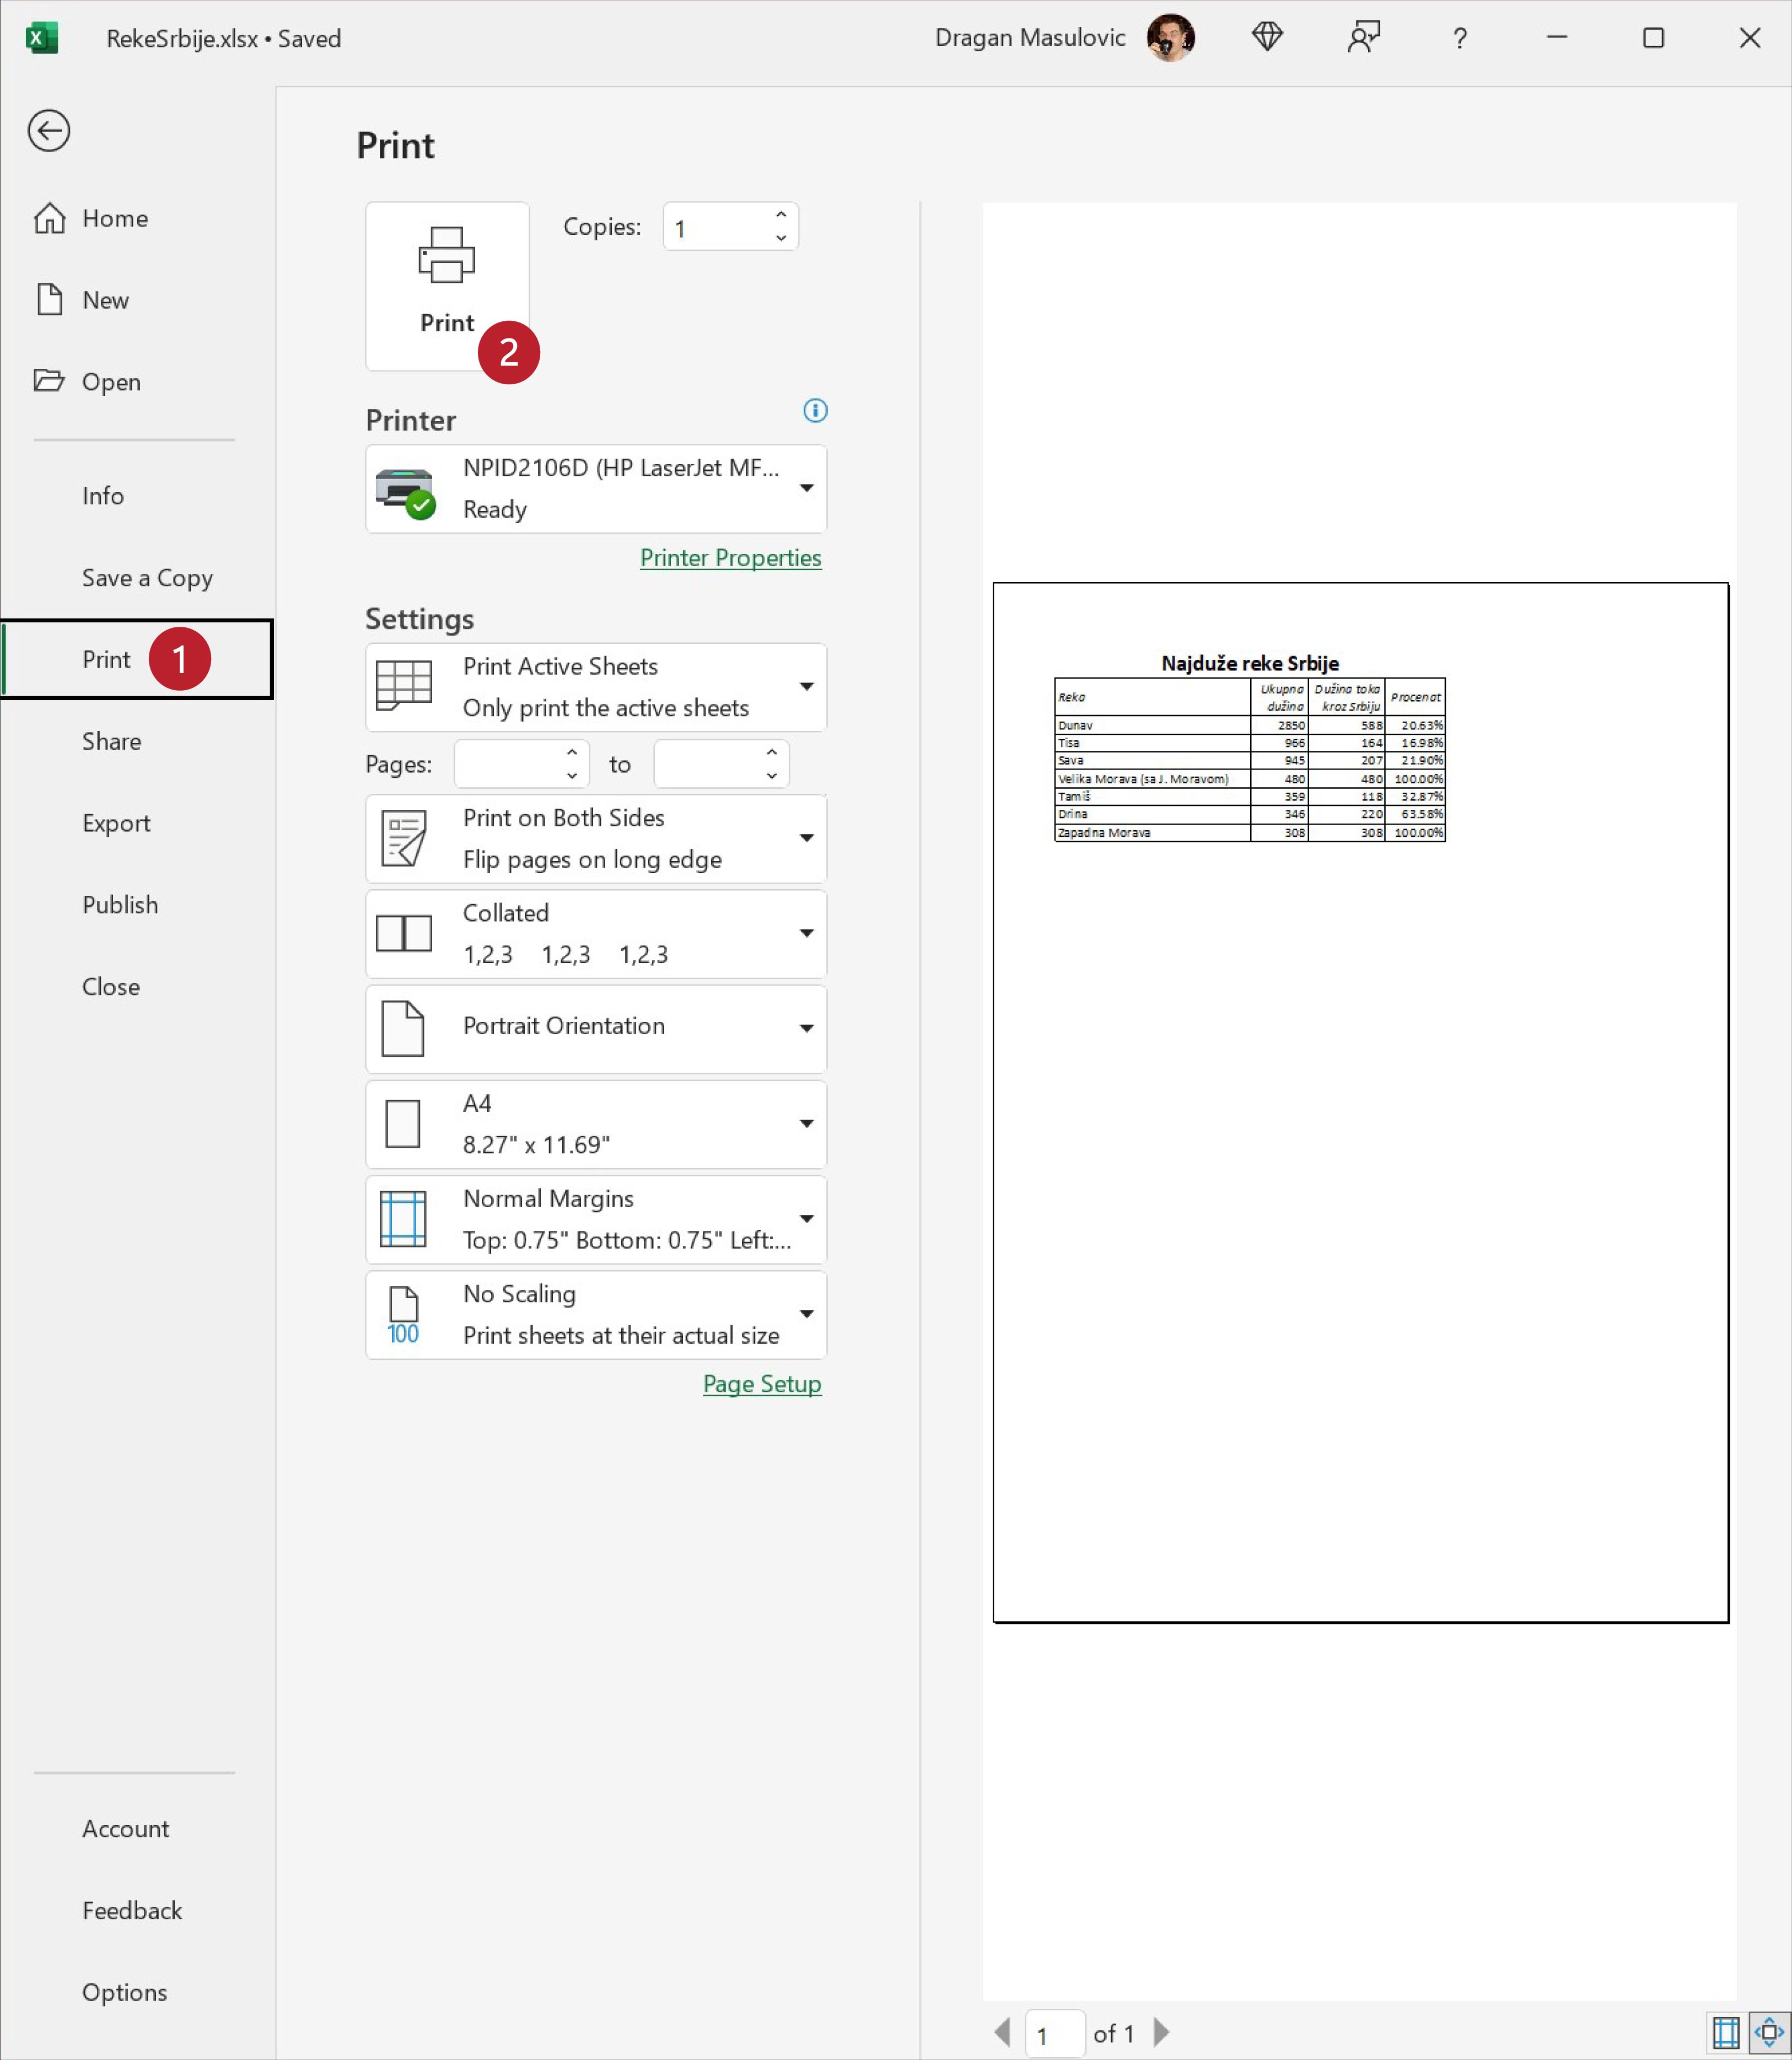 RekeSrbije.xlsx • Saved
Dragan Masulovic
?
Home
New
Open
Info
Save a Copy
Print 1
Share
Export
Publish
Close
Account
Feedback
Options
Print
Print
2
Copies: 1
Printer
NPID2106D (HP LaserJet MF...
Ready
Printer Properties
Settings
Print Active Sheets
Only print the active sheets
Pages: to
Print on Both Sides
Flip pages on long edge
Collated
1,2,3 1,2,3 1,2,3
Portrait Orientation
A4
8.27" x 11.69"
Normal Margins
Top: 0.75" Bottom: 0.75" Left:...
100
No Scaling
Print sheets at their actual size
Page Setup
Najduže reke Srbije
Reka Ukupna dužina Dužina toka kroz Srbiju Procenat
Dunav 2850 588 20.63%
Tisa 966 164 16.98%
Sava 945 207 21.90%
Velika Morava (sa J. Moravom) 480 480 100.00%
Tamiš 359 118 32.87%
Drina 346 220 63.58%
Zapadna Morava 308 308 100.00%
1 of 1